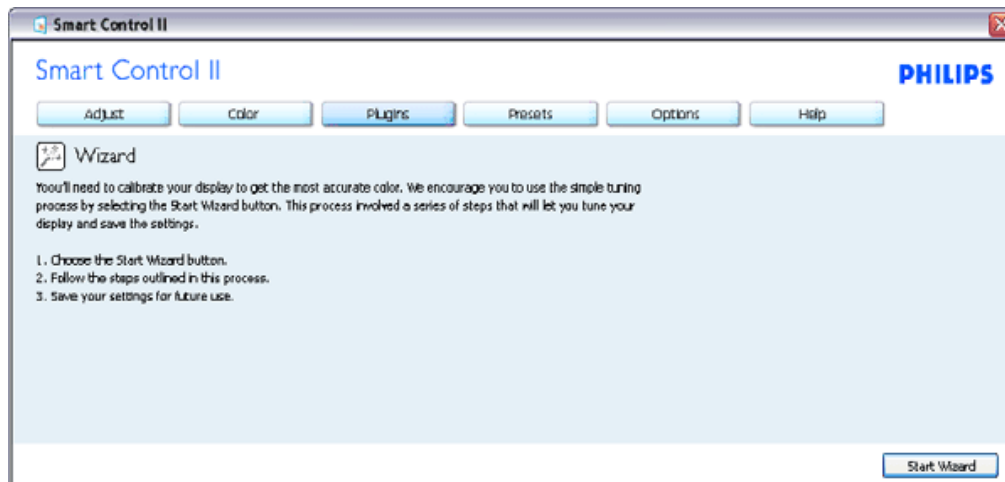 Smart Control II
Smart Control II
PHILIPS
Adjust Color Plugins Presets Options Help
Wizard
Yoou'll need to calibrate your display to get the most accurate color. We encourage you to use the simple tuning
process by selecting the Start Wizard button. This process involved a series of steps that will let you tune your
display and save the settings.
1. Choose the Start Wizard button.
2. Follow the steps outlined in this process.
3. Save your settings for future use.
Start Wizard